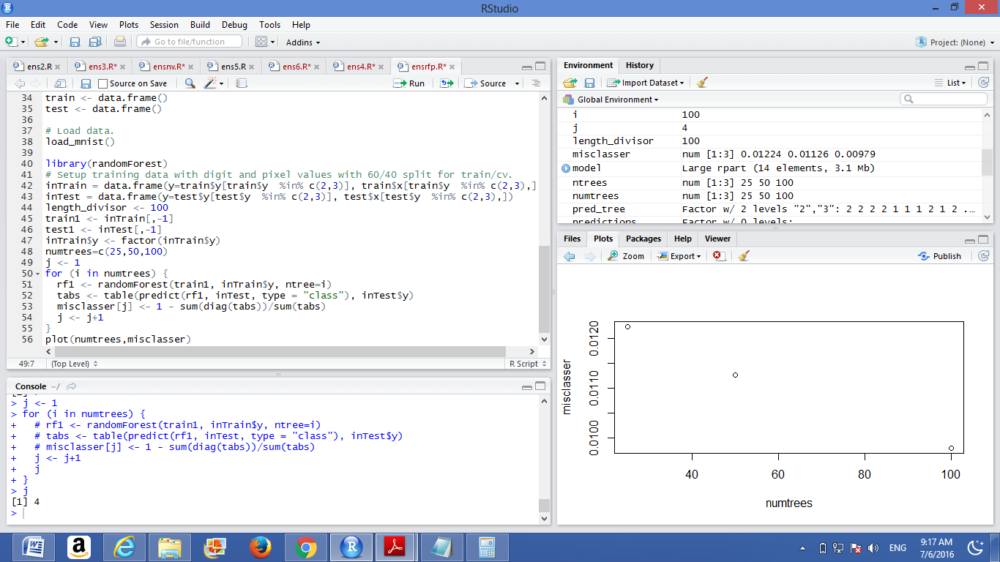 RStudio
File Edit Code View Plots Session Build Debug Tools Help
Go to file/function Addins Project: (None)
ens2.R ens3.R* ensnv.R* ens5.R ens6.R* ens4.R* ensrfp.R*
Source on Save Run Source
34 train <- data.frame()
35 test <- data.frame()
36
37 # Load data.
38 load_mnist()
39
40 library(randomForest)
41 # Setup training data with digit and pixel values with 60/40 split for train/cv.
42 inTrain = data.frame(y=train$y[train$y %in% c(2,3)], train$x[train$y %in% c(2,3),]
43 inTest = data.frame(y=test$y[test$y %in% c(2,3)], test$x[test$y %in% c(2,3),])
44 length_divisor <- 100
45 train1 <- inTrain[,-1]
46 test1 <- inTest[,-1]
47 inTrain$y <- factor(inTrain$y)
48 numtrees=c(25,50,100)
49 j <- 1
50 for (i in numtrees) {
51 rf1 <- randomForest(train1, inTrain$y, ntree=i)
52 tabs <- table(predict(rf1, inTest, type = "class"), inTest$y)
53 misclasser[j] <- 1 - sum(diag(tabs))/sum(tabs)
54 j <- j+1
55 }
56 plot(numtrees,misclasser)
49:7 (Top Level) R Script
Console ~/
> j <- 1
> for (i in numtrees) {
+ # rf1 <- randomForest(train1, inTrain$y, ntree=i)
+ # tabs <- table(predict(rf1, inTest, type = "class"), inTest$y)
+ # misclasser[j] <- 1 - sum(diag(tabs))/sum(tabs)
+ j <- j+1
+ j
+ }
> j
[1] 4
>
Environment History
Import Dataset List
Global Environment
i 100
j 4
length_divisor 100
misclasser num [1:3] 0.01224 0.01126 0.00979
model Large rpart (14 elements, 3.1 Mb)
ntrees num [1:3] 25 50 100
numtrees num [1:3] 25 50 100
pred_tree Factor w/ 2 levels "2","3": 2 2 2 2 1 1 1 2 1 2 ...
predictions Factor w/ 0 levels:
Files Plots Packages Help Viewer
Zoom Export Publish
misclasser
0.0120
0.0110
0.0100
40 60 80 100
numtrees
ENG
9:17 AM
7/6/2016